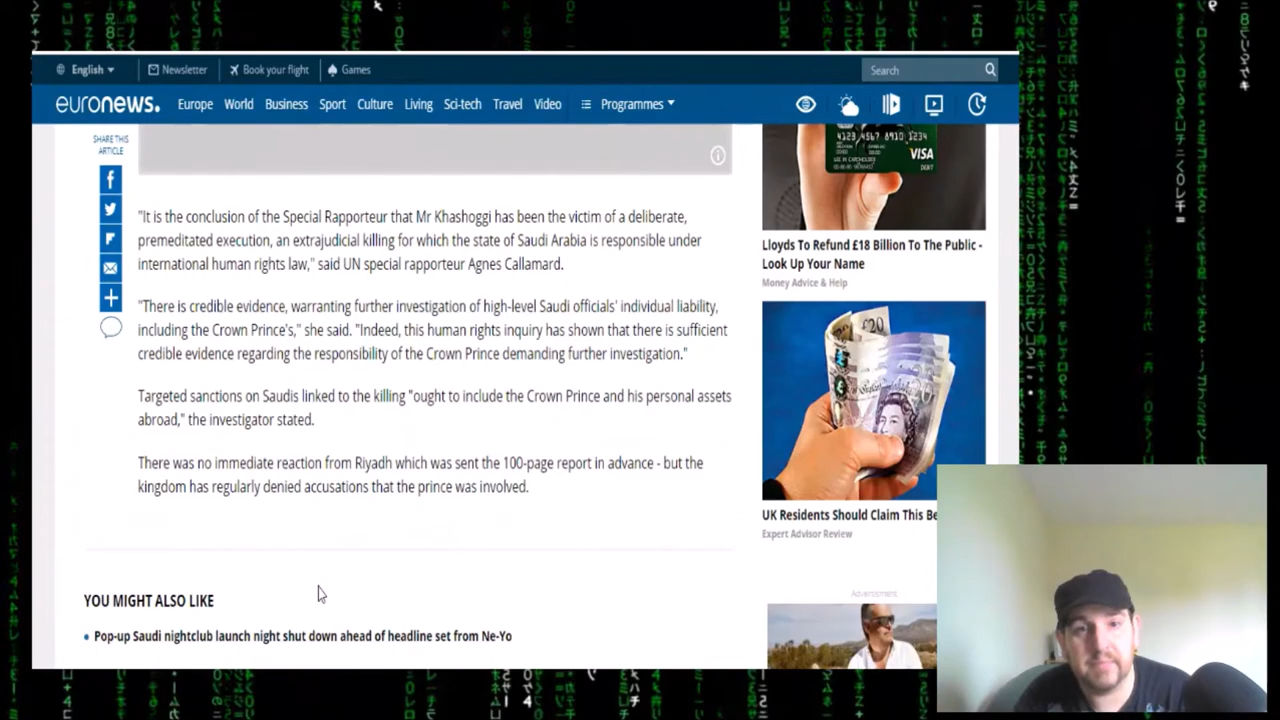 English
Newsletter
Book your flight
Games
Search
euronews.
Europe World Business Sport Culture Living Sci-tech Travel Video Programmes
SHARE THIS
ARTICLE
"It is the conclusion of the Special Rapporteur that Mr Khashoggi has been the victim of a deliberate,
premeditated execution, an extrajudicial killing for which the state of Saudi Arabia is responsible under
international human rights law," said UN special rapporteur Agnes Callamard.
"There is credible evidence, warranting further investigation of high-level Saudi officials' individual liability,
including the Crown Prince's," she said. "Indeed, this human rights inquiry has shown that there is sufficient
credible evidence regarding the responsibility of the Crown Prince demanding further investigation."
Targeted sanctions on Saudis linked to the killing "ought to include the Crown Prince and his personal assets
abroad," the investigator stated.
There was no immediate reaction from Riyadh which was sent the 100-page report in advance - but the
kingdom has regularly denied accusations that the prince was involved.
YOU MIGHT ALSO LIKE
Pop-up Saudi nightclub launch night shut down ahead of headline set from Ne-Yo
4123 4567 8910 1234
VISA
DEBIT
Lloyds To Refund £18 Billion To The Public -
Look Up Your Name
Money Advice & Help
£20
UK Residents Should Claim This Be
Expert Advisor Review
Advertisement